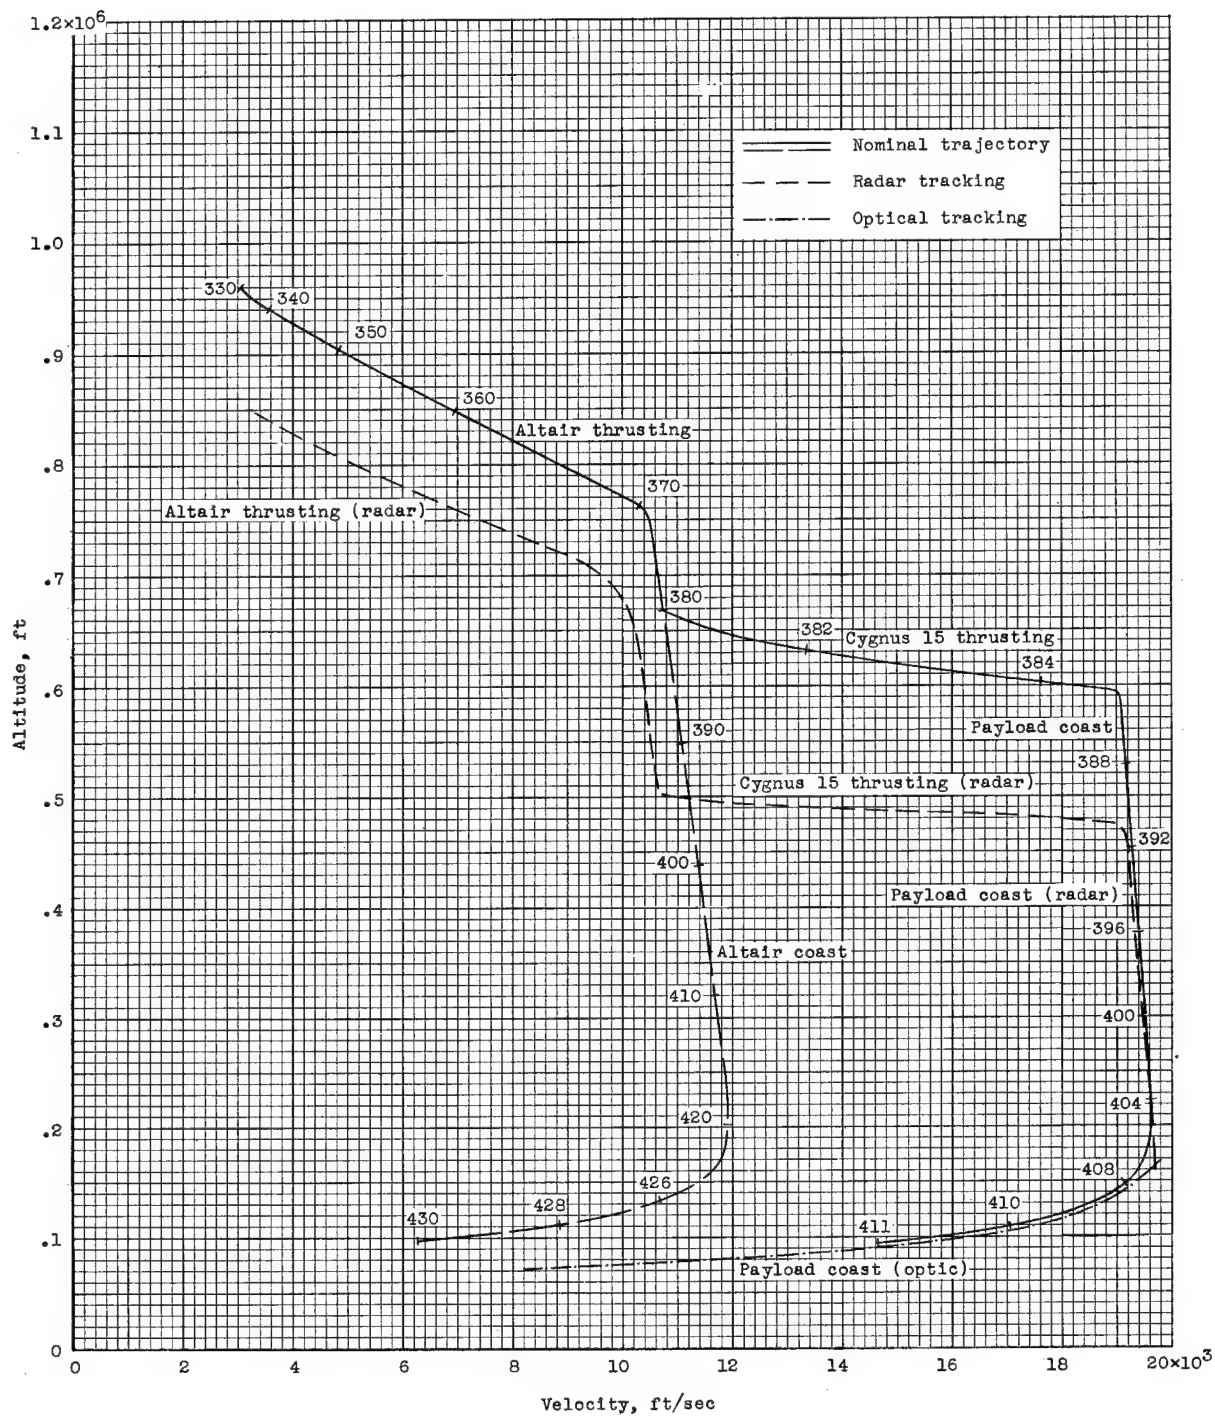 1.2×10⁶
1.1
1.0
.9
.8
.7
.6
.5
.4
.3
.2
.1
0
Altitude, ft
Nominal trajectory
Radar tracking
Optical tracking
330
340
350
360
Altair thrusting
370
Altair thrusting (radar)
380
382
Cygnus 15 thrusting
384
Payload coast
390
388
Cygnus 15 thrusting (radar)
392
400
Payload coast (radar)
396
Altair coast
410
400
404
420
408
426
410
428
430
411
Payload coast (optic)
0 2 4 6 8 10 12 14 16 18 20×10³
Velocity, ft/sec